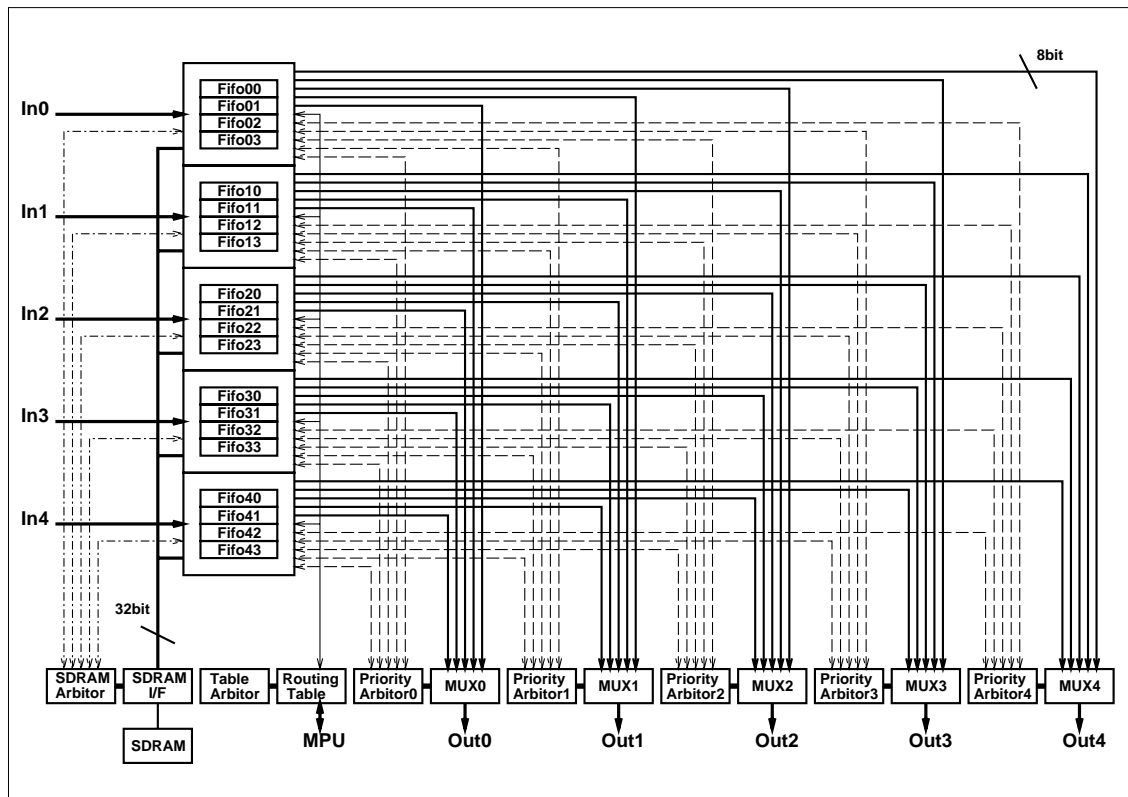 8bit
Fifo00
Fifo01
Fifo02
Fifo03
In0
Fifo10
Fifo11
Fifo12
Fifo13
In1
Fifo20
Fifo21
Fifo22
Fifo23
In2
Fifo30
Fifo31
Fifo32
Fifo33
In3
Fifo40
Fifo41
Fifo42
Fifo43
In4
32bit
SDRAM
Arbitor
SDRAM
I/F
Table
Arbitor
Routing
Table
Priority
Arbitor0
MUX0
Priority
Arbitor1
MUX1
Priority
Arbitor2
MUX2
Priority
Arbitor3
MUX3
Priority
Arbitor4
MUX4
SDRAM
MPU
Out0
Out1
Out2
Out3
Out4